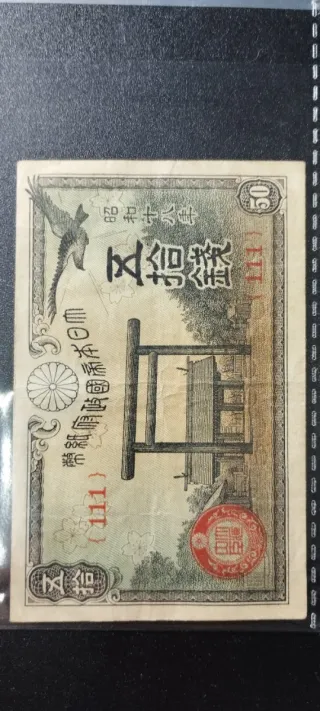 50
昭和十八年
五拾錢
{111}
大日本帝國政府紙幣
{111}
五拾